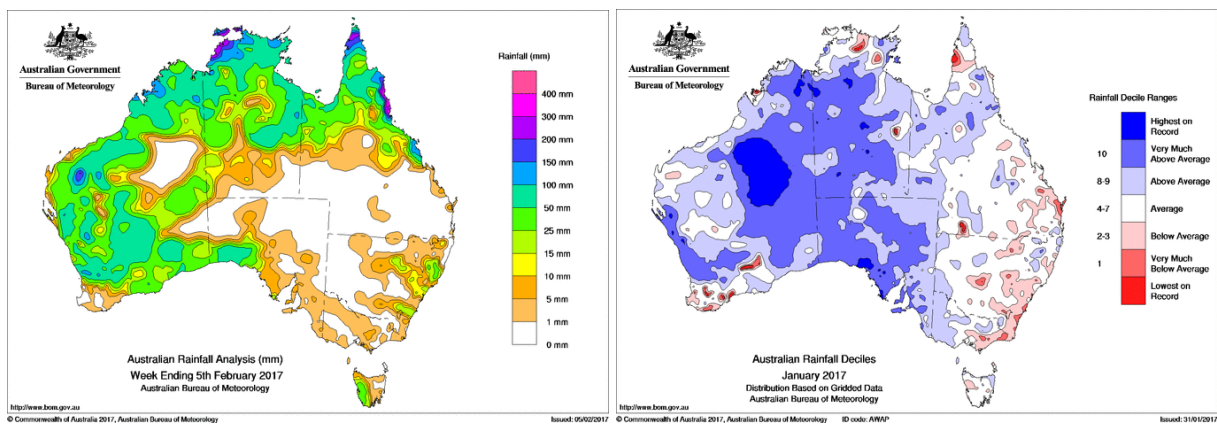 Australian Government
Bureau of Meteorology
Rainfall (mm)
400 mm
300 mm
200 mm
150 mm
100 mm
50 mm
25 mm
15 mm
10 mm
5 mm
1 mm
0 mm
Australian Rainfall Analysis (mm)
Week Ending 5th February 2017
Australian Bureau of Meteorology
http://www.bom.gov.au
© Commonwealth of Australia 2017, Australian Bureau of Meteorology
Issued: 05/02/2017
Australian Government
Bureau of Meteorology
Rainfall Decile Ranges
Highest on
Record
10 Very Much
Above Average
8-9 Above Average
4-7 Average
2-3 Below Average
1 Very Much
Below Average
Lowest on
Record
Australian Rainfall Deciles
January 2017
Distribution Based on Gridded Data
Australian Bureau of Meteorology
http://www.bom.gov.au
© Commonwealth of Australia 2017, Australian Bureau of Meteorology
ID code: AWAP
Issued: 31/01/2017